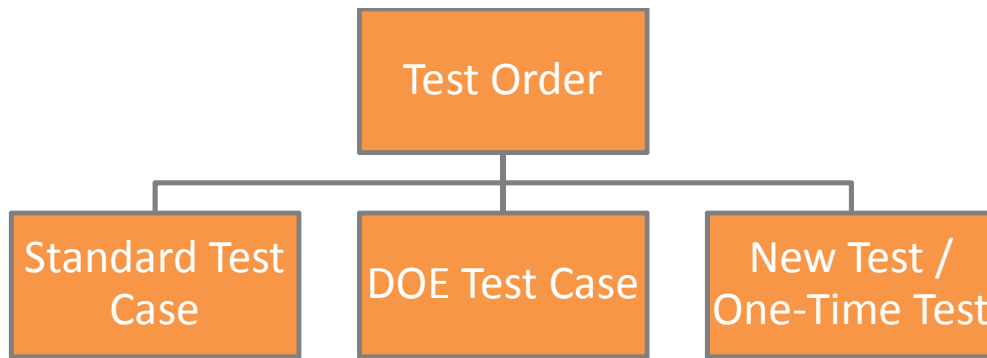 Test Order
Standard Test
Case
DOE Test Case
New Test /
One-Time Test